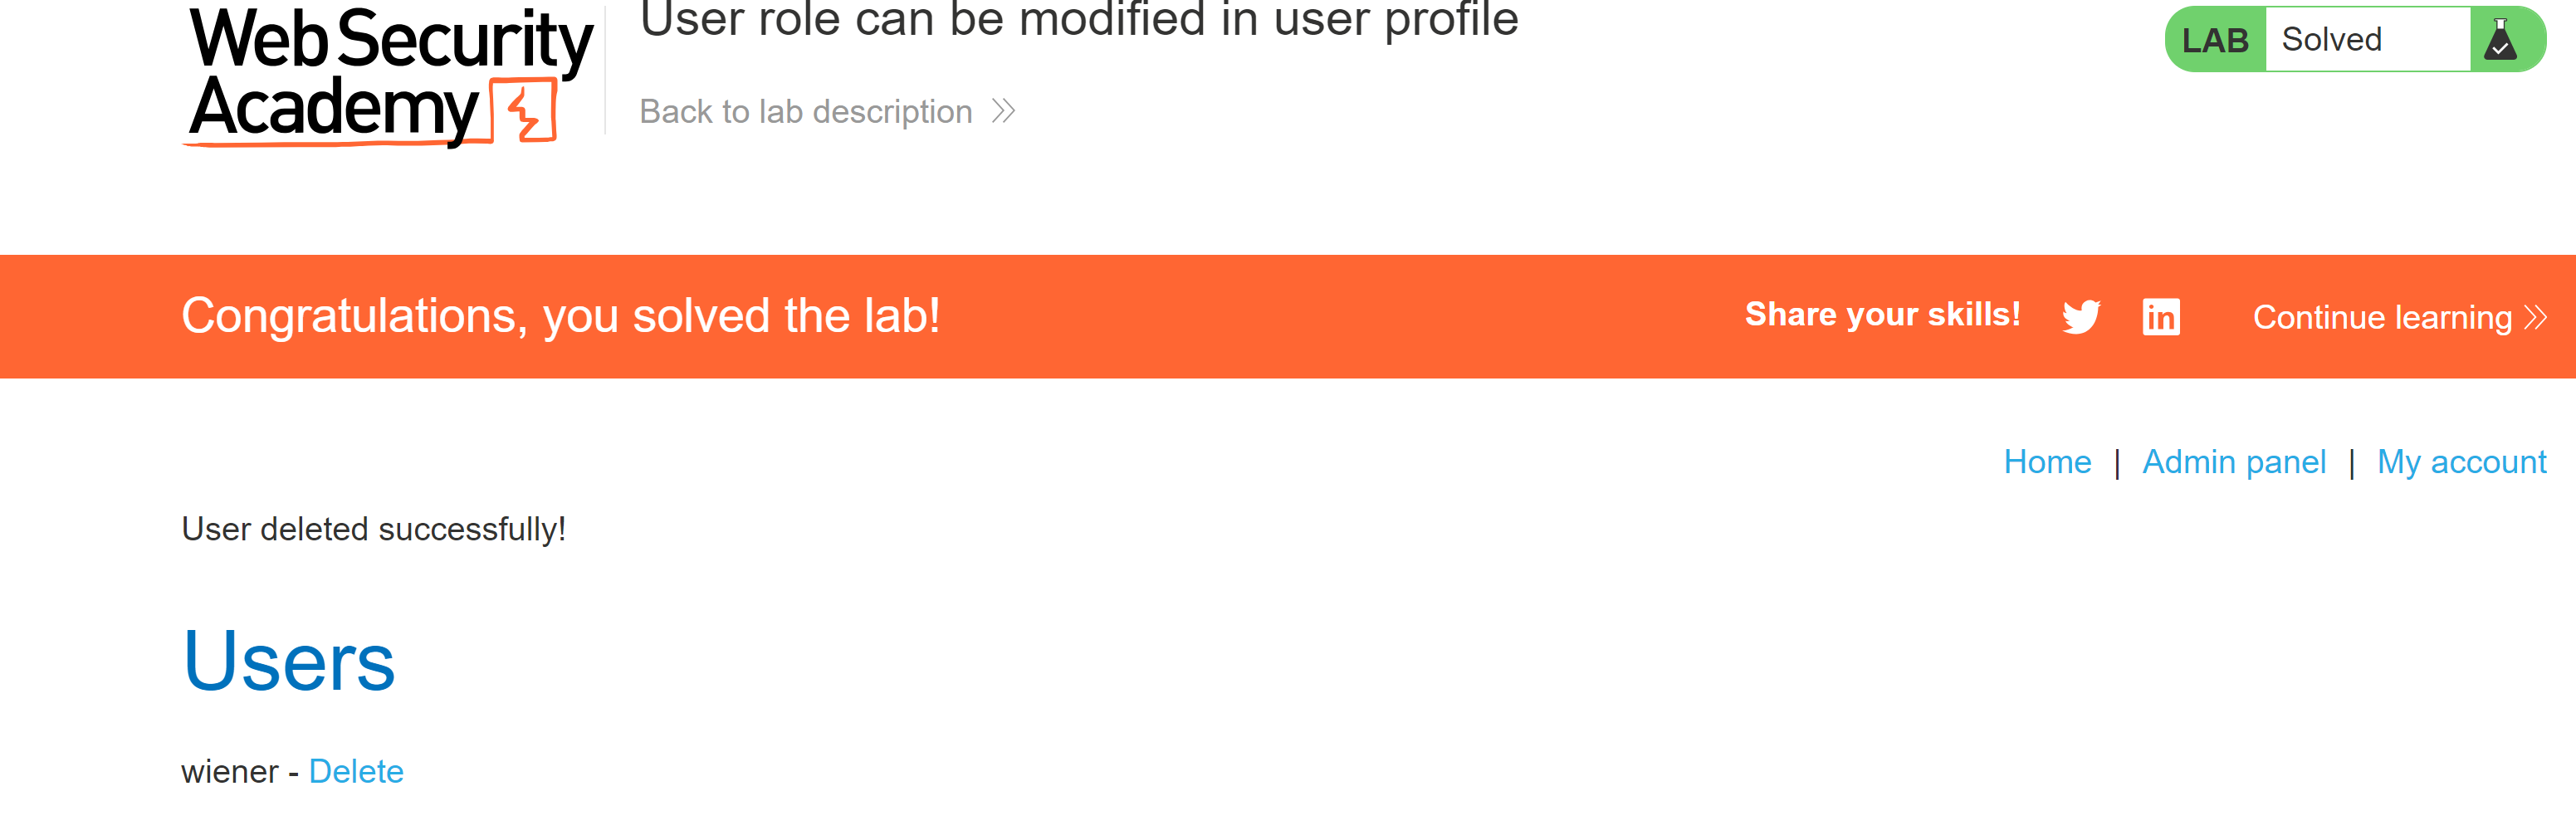 Web Security
Academy
User role can be modified in user profile
Back to lab description
LAB Solved
Congratulations, you solved the lab!
Share your skills!
in
Continue learning
Home | Admin panel | My account
User deleted successfully!
Users
wiener - Delete